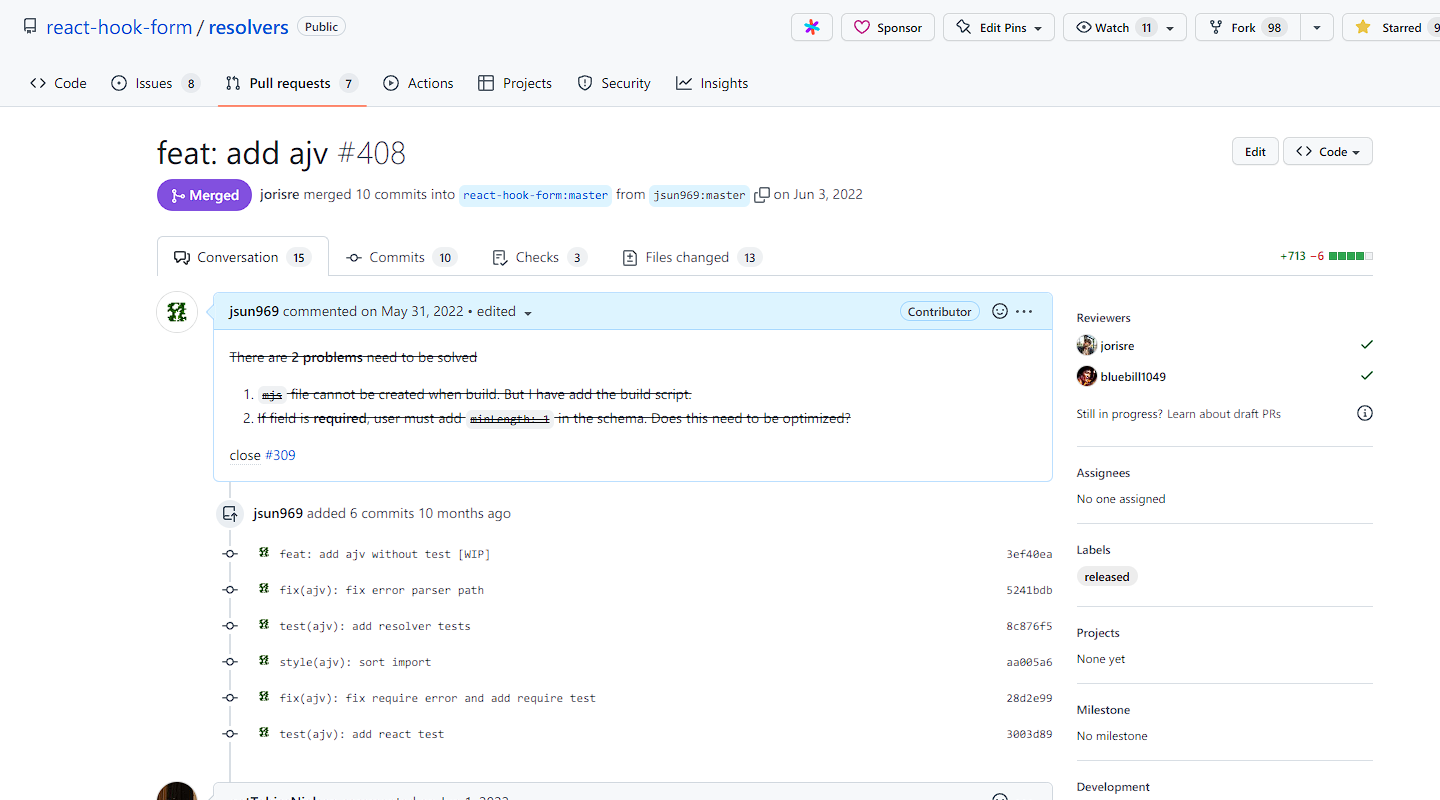 react-hook-form / resolvers Public
Sponsor Edit Pins Watch 11 Fork 98 Starred
Code Issues 8 Pull requests 7 Actions Projects Security Insights
feat: add ajv #408
Edit Code
Merged jorisre merged 10 commits into react-hook-form:master from jsun969:master on Jun 3, 2022
Conversation 15 Commits 10 Checks 3 Files changed 13
+713 −6
jsun969 commented on May 31, 2022 • edited
Contributor
There are 2 problems need to be solved
1. mjs file cannot be created when build. But I have add the build script.
2. If field is required, user must add minLength: 1 in the schema. Does this need to be optimized?
close #309
jsun969 added 6 commits 10 months ago
feat: add ajv without test [WIP] 3ef40ea
fix(ajv): fix error parser path 5241bdb
test(ajv): add resolver tests 8c876f5
style(ajv): sort import aa005a6
fix(ajv): fix require error and add require test 28d2e99
test(ajv): add react test 3003d89
Reviewers
jorisre
bluebill1049
Still in progress? Learn about draft PRs
Assignees
No one assigned
Labels
released
Projects
None yet
Milestone
No milestone
Development